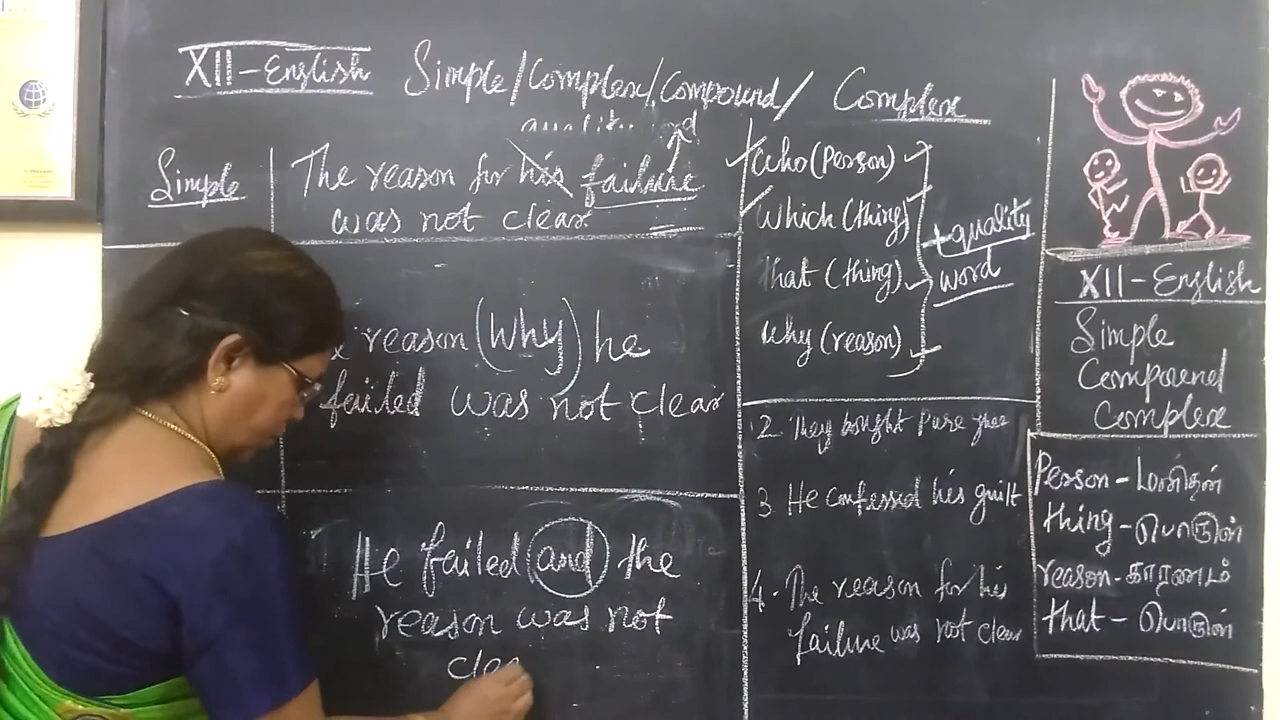 XII-English Simple/Complex/Compound/ Complex
Simple
The reason for his failure
was not clear.
reason (Why) he
failed was not clear
He failed and the
reason was not
clea
who (Person)
which (thing)
that (thing)
why (reason)
+ quality
word
2. They bought Pure ghee
3 He confessed his guilt
4. The reason for his
failure was not clear
XII-English
Simple
Compound
Complex
Person - மனிதன்
thing - பொருள்
reason - காரணம்
that - பொருள்